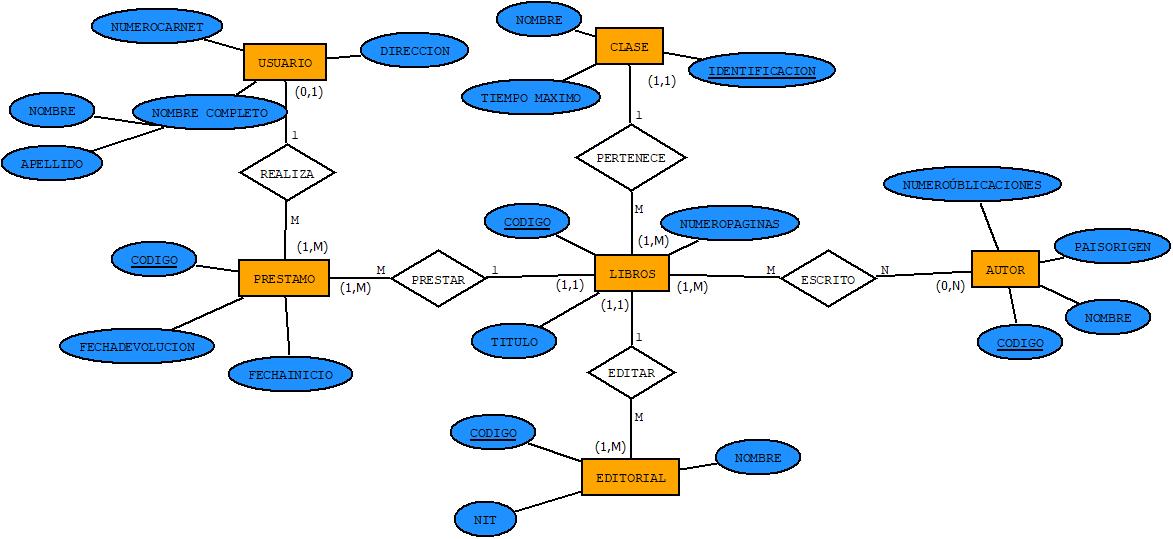 NUMEROCARNET
NOMBRE
USUARIO
DIRECCION
CLASE
IDENTIFICACION
(1,1)
(0,1)
TIEMPO MAXIMO
NOMBRE
NOMBRE COMPLETO
1
1
APELLIDO
REALIZA
PERTENECE
NUMEROÚBLICACIONES
M
M
CODIGO
NUMEROPAGINAS
(1,M)
(1,M)
PAISORIGEN
CODIGO
PRESTAMO
M
PRESTAR
1
LIBROS
M
ESCRITO
N
AUTOR
(1,M)
(1,1)
(1,M)
(0,N)
(1,1)
NOMBRE
FECHADEVOLUCION
TITULO
1
CODIGO
FECHAINICIO
EDITAR
M
CODIGO
(1,M)
NOMBRE
EDITORIAL
NIT